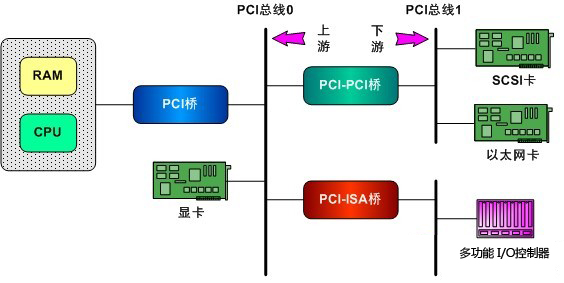 PCI总线0
PCI总线1
上游
下游
RAM
CPU
PCI桥
PCI-PCI桥
SCSI卡
以太网卡
显卡
PCI-ISA桥
多功能 I/O控制器